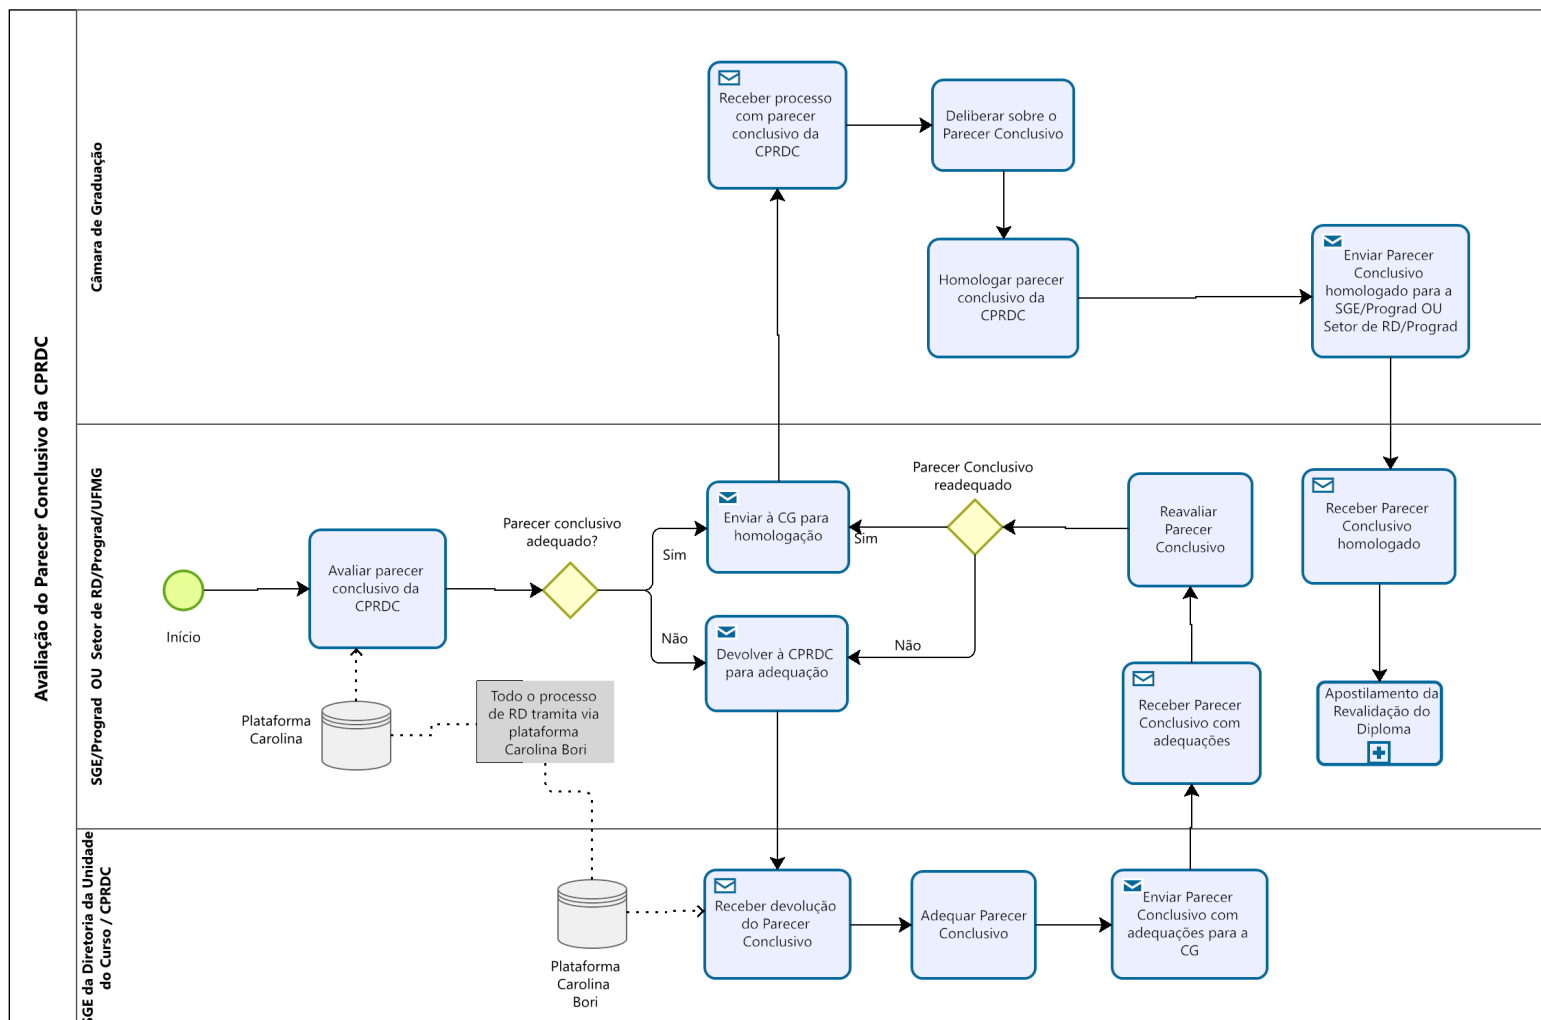 Avaliação do Parecer Conclusivo da CPRDC
Câmara de Graduação
Receber processo
com parecer
conclusivo da
CPRDC
Deliberar sobre o
Parecer Conclusivo
Homologar parecer
conclusivo da
CPRDC
Enviar Parecer
Conclusivo
homologado para a
SGE/Prograd OU
Setor de RD/Prograd
SGE/Prograd OU Setor de RD/Prograd/UFMG
Início
Avaliar parecer
conclusivo da
CPRDC
Plataforma
Carolina
Todo o processo
de RD tramita via
plataforma
Carolina Bori
Parecer conclusivo
adequado?
Sim
Não
Enviar à CG para
homologação
Devolver à CPRDC
para adequação
Parecer Conclusivo
readequado
Sim
Não
Reavaliar
Parecer
Conclusivo
Receber Parecer
Conclusivo com
adequações
Receber Parecer
Conclusivo
homologado
Apostilamento da
Revalidação do
Diploma
SGE da Diretoria da Unidade
do Curso / CPRDC
Plataforma
Carolina
Bori
Receber devolução
do Parecer
Conclusivo
Adequar Parecer
Conclusivo
Enviar Parecer
Conclusivo com
adequações para a
CG